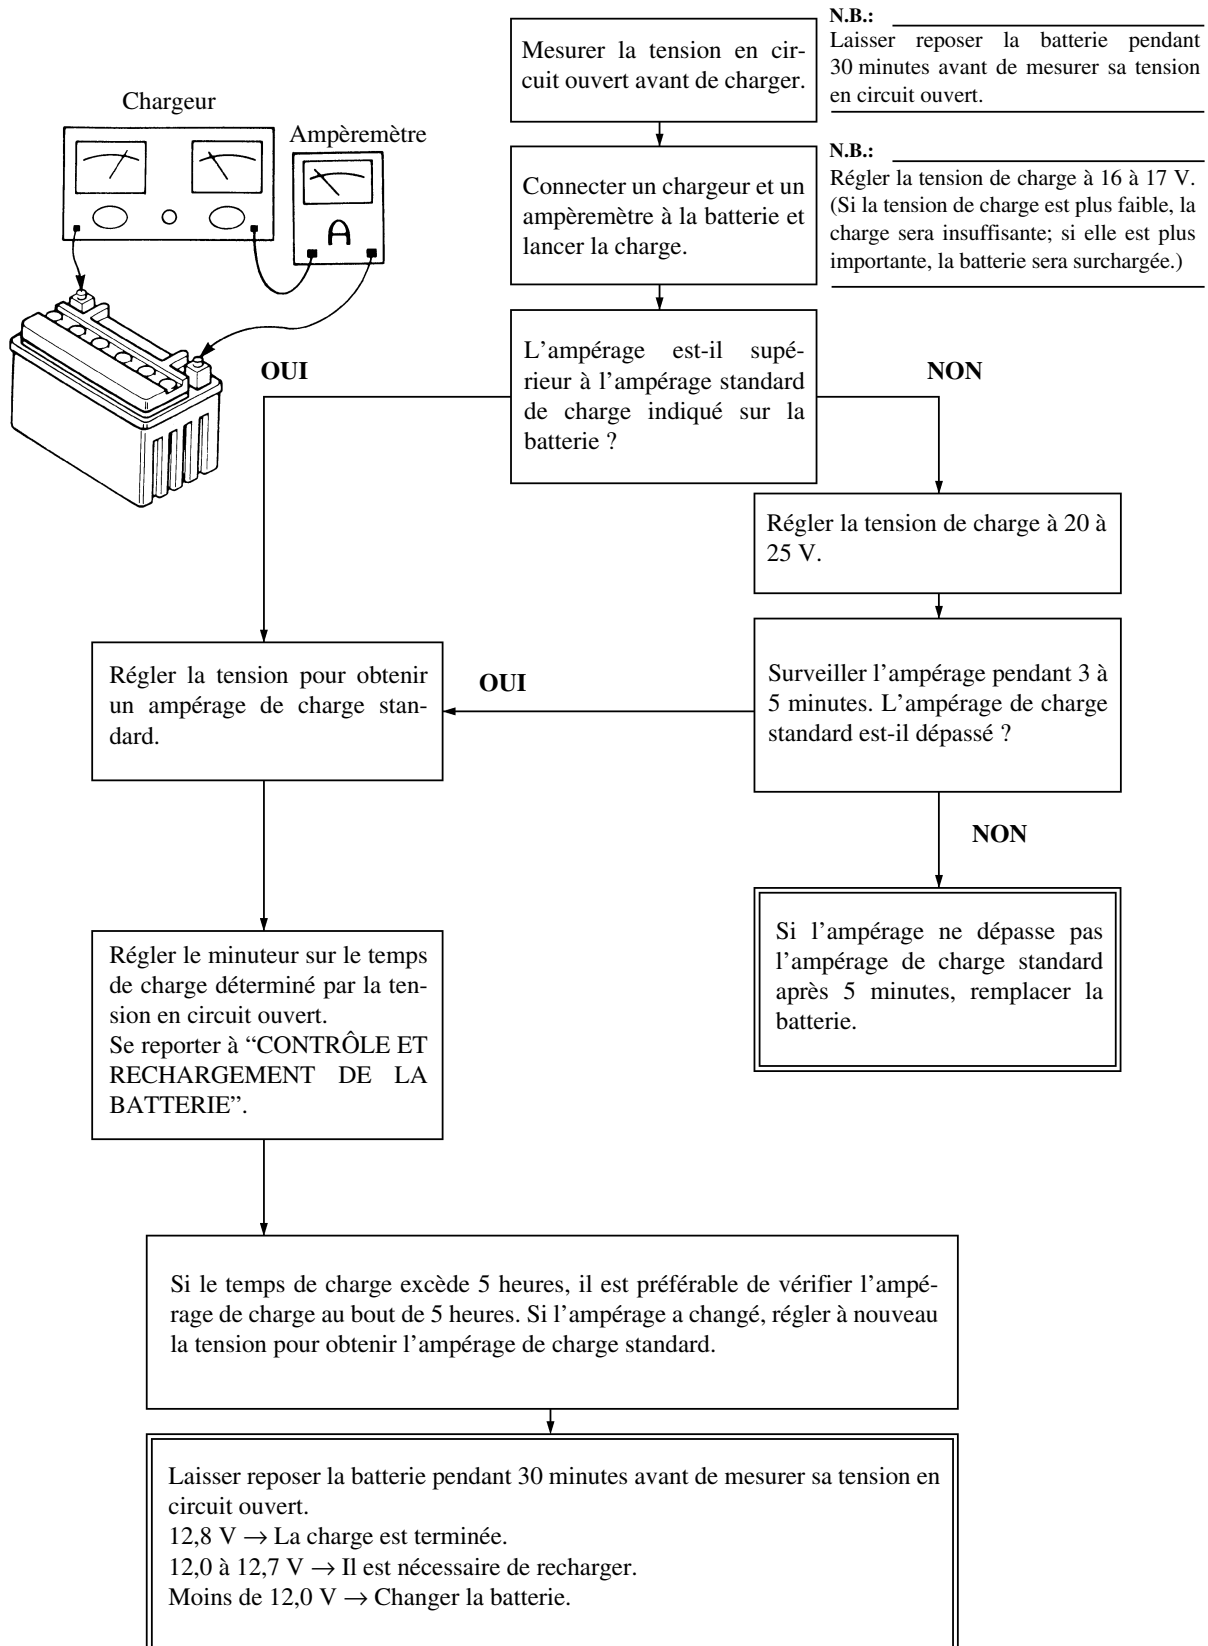 Mesurer la tension en cir-
cuit ouvert avant de charger.
N.B.:
Laisser reposer la batterie pendant
30 minutes avant de mesurer sa tension
en circuit ouvert.
Chargeur
Ampèremètre
A
Connecter un chargeur et un
ampèremètre à la batterie et
lancer la charge.
N.B.:
Régler la tension de charge à 16 à 17 V.
(Si la tension de charge est plus faible, la
charge sera insuffisante; si elle est plus
importante, la batterie sera surchargée.)
L’ampérage est-il supé-
rieur à l’ampérage standard
de charge indiqué sur la
batterie ?
OUI
NON
Régler la tension de charge à 20 à
25 V.
Régler la tension pour obtenir
un ampérage de charge stan-
dard.
OUI
Surveiller l’ampérage pendant 3 à
5 minutes. L’ampérage de charge
standard est-il dépassé ?
NON
Si l’ampérage ne dépasse pas
l’ampérage de charge standard
après 5 minutes, remplacer la
batterie.
Régler le minuteur sur le temps
de charge déterminé par la ten-
sion en circuit ouvert.
Se reporter à “CONTRÔLE ET
RECHARGEMENT DE LA
BATTERIE”.
Si le temps de charge excède 5 heures, il est préférable de vérifier l’ampé-
rage de charge au bout de 5 heures. Si l’ampérage a changé, régler à nouveau
la tension pour obtenir l’ampérage de charge standard.
Laisser reposer la batterie pendant 30 minutes avant de mesurer sa tension en
circuit ouvert.
12,8 V → La charge est terminée.
12,0 à 12,7 V → Il est nécessaire de recharger.
Moins de 12,0 V → Changer la batterie.